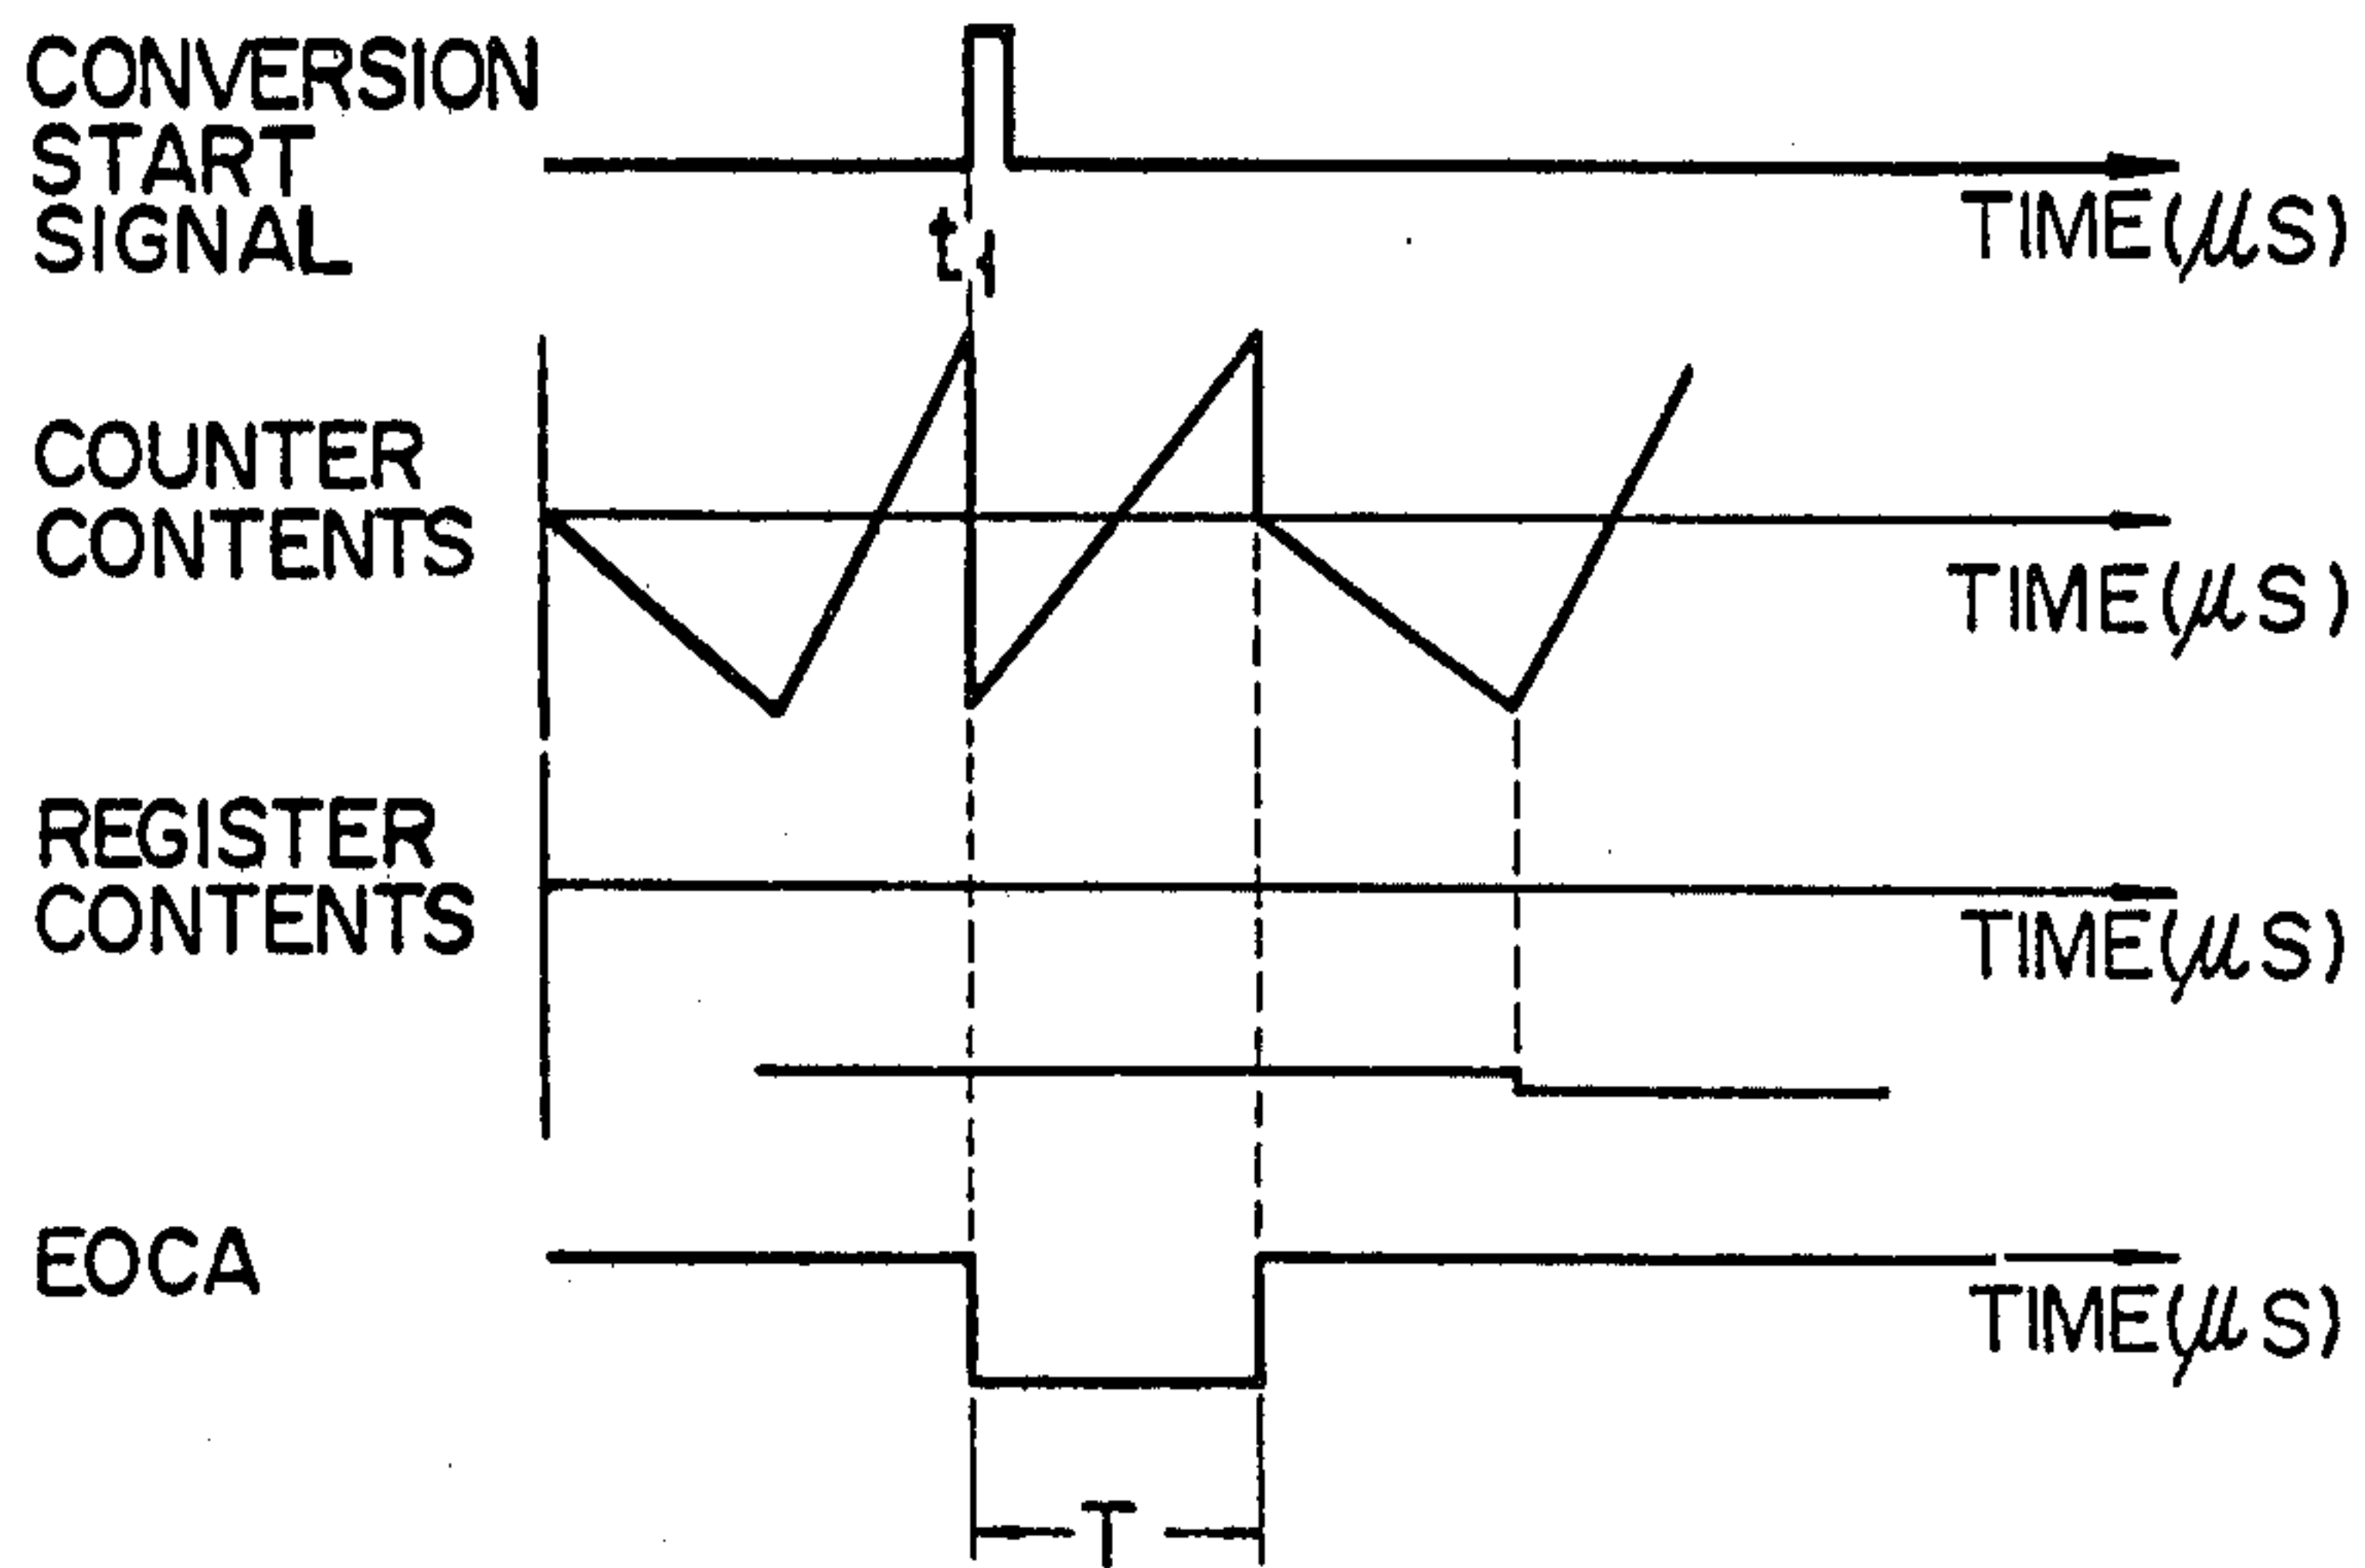 CONVERSION
START
SIGNAL
TIME(μS)
t1
COUNTER
CONTENTS
TIME(μS)
REGISTER
CONTENTS
TIME(μS)
EOCA
TIME(μS)
T